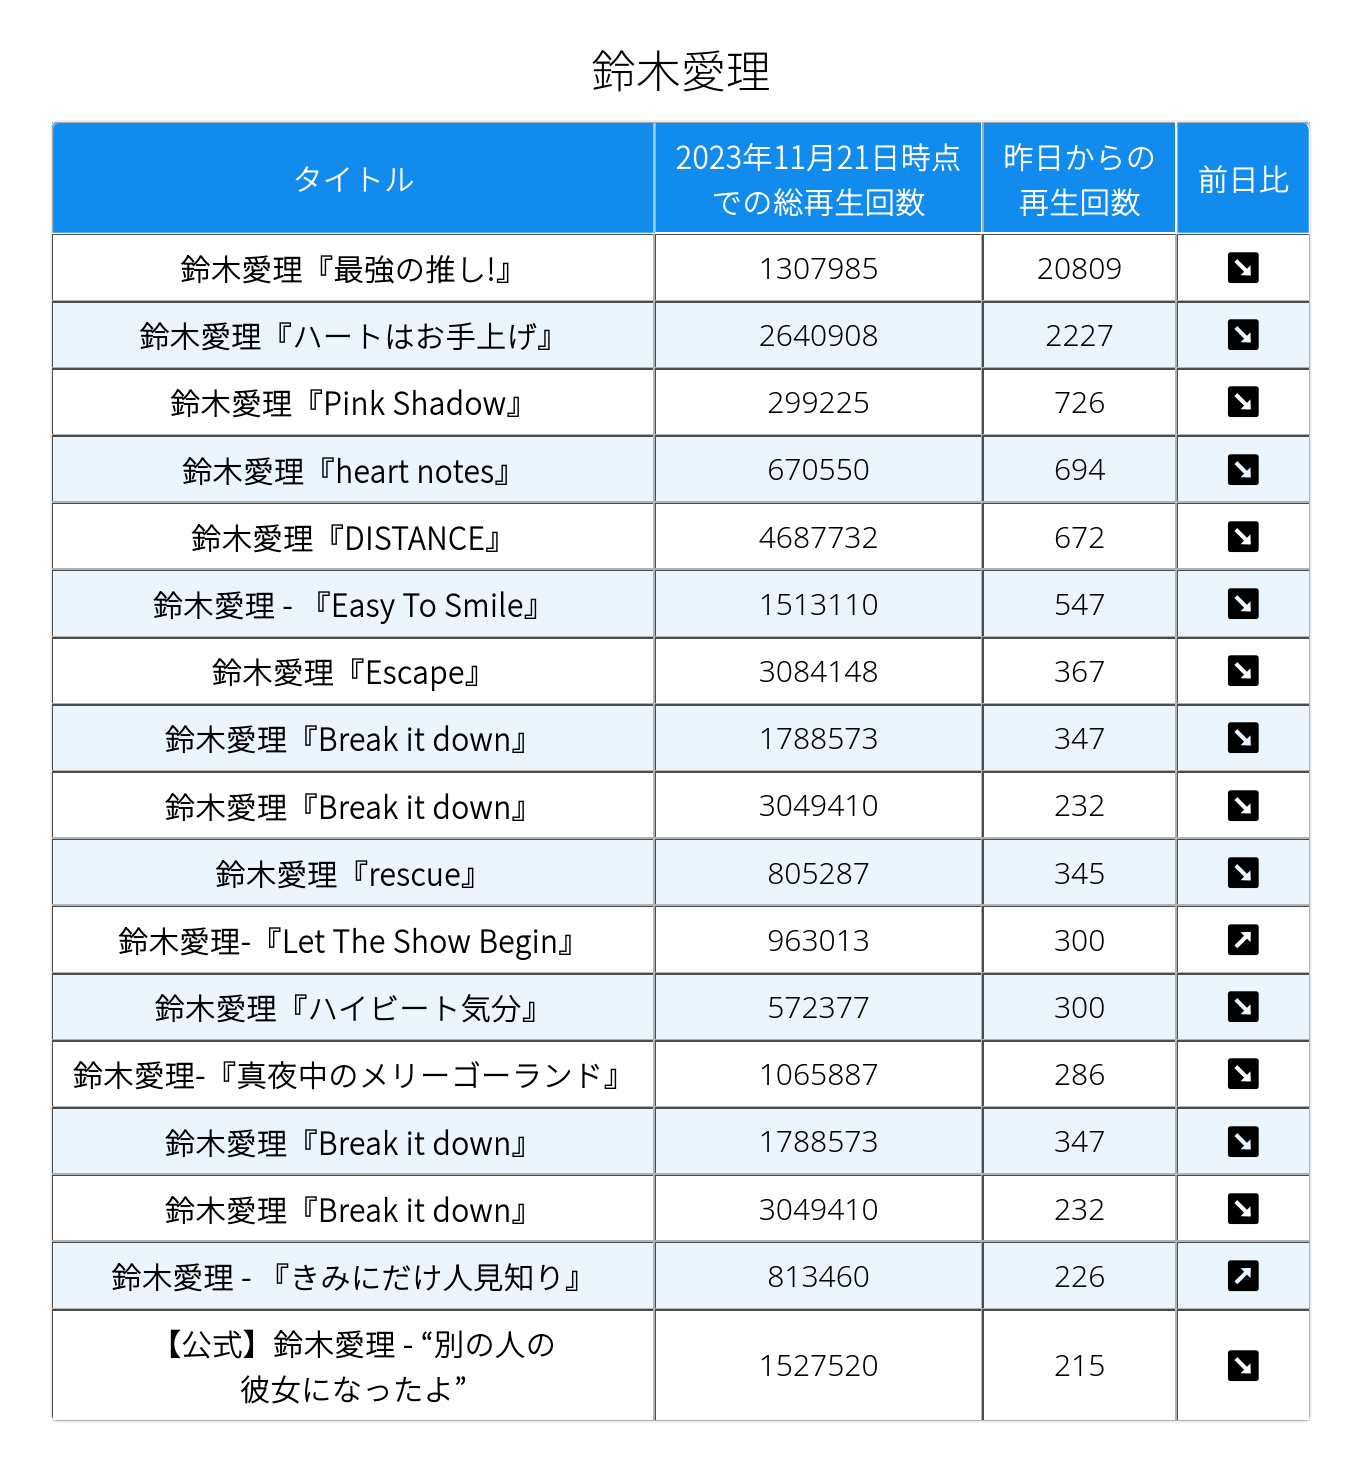 鈴木愛理
タイトル 2023年11月21日時点 昨日からの 前日比
での総再生回数 再生回数
鈴木愛理『最強の推し!』 1307985 20809
鈴木愛理『ハートはお手上げ』 2640908 2227
鈴木愛理『Pink Shadow』 299225 726
鈴木愛理『heart notes』 670550 694
鈴木愛理『DISTANCE』 4687732 672
鈴木愛理 - 『Easy To Smile』 1513110 547
鈴木愛理『Escape』 3084148 367
鈴木愛理『Break it down』 1788573 347
鈴木愛理『Break it down』 3049410 232
鈴木愛理『rescue』 805287 345
鈴木愛理-『Let The Show Begin』 963013 300
鈴木愛理『ハイビート気分』 572377 300
鈴木愛理-『真夜中のメリーゴーランド』 1065887 286
鈴木愛理『Break it down』 1788573 347
鈴木愛理『Break it down』 3049410 232
鈴木愛理 - 『きみにだけ人見知り』 813460 226
【公式】鈴木愛理 - “別の人の
彼女になったよ” 1527520 215